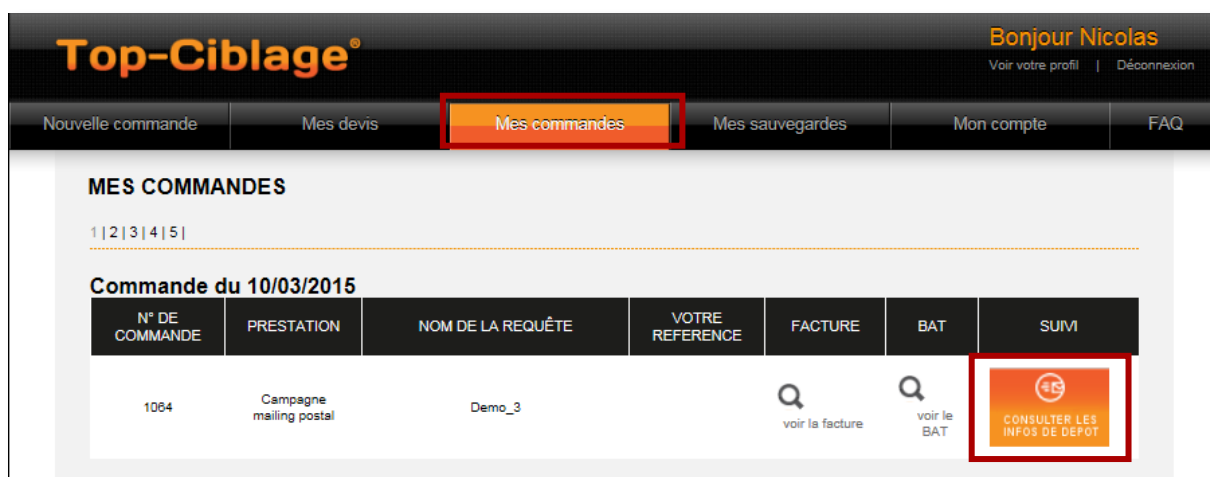 Top-Ciblage®
Bonjour Nicolas
Voir votre profil | Déconnexion
Nouvelle commande Mes devis Mes commandes Mes sauvegardes Mon compte FAQ
MES COMMANDES
1|2|3|4|5|
Commande du 10/03/2015
N° DE COMMANDE PRESTATION NOM DE LA REQUÊTE VOTRE REFERENCE FACTURE BAT SUIVI
1064
Campagne
mailing postal
Demo_3
voir la facture
voir le
BAT
CONSULTER LES
INFOS DE DEPOT